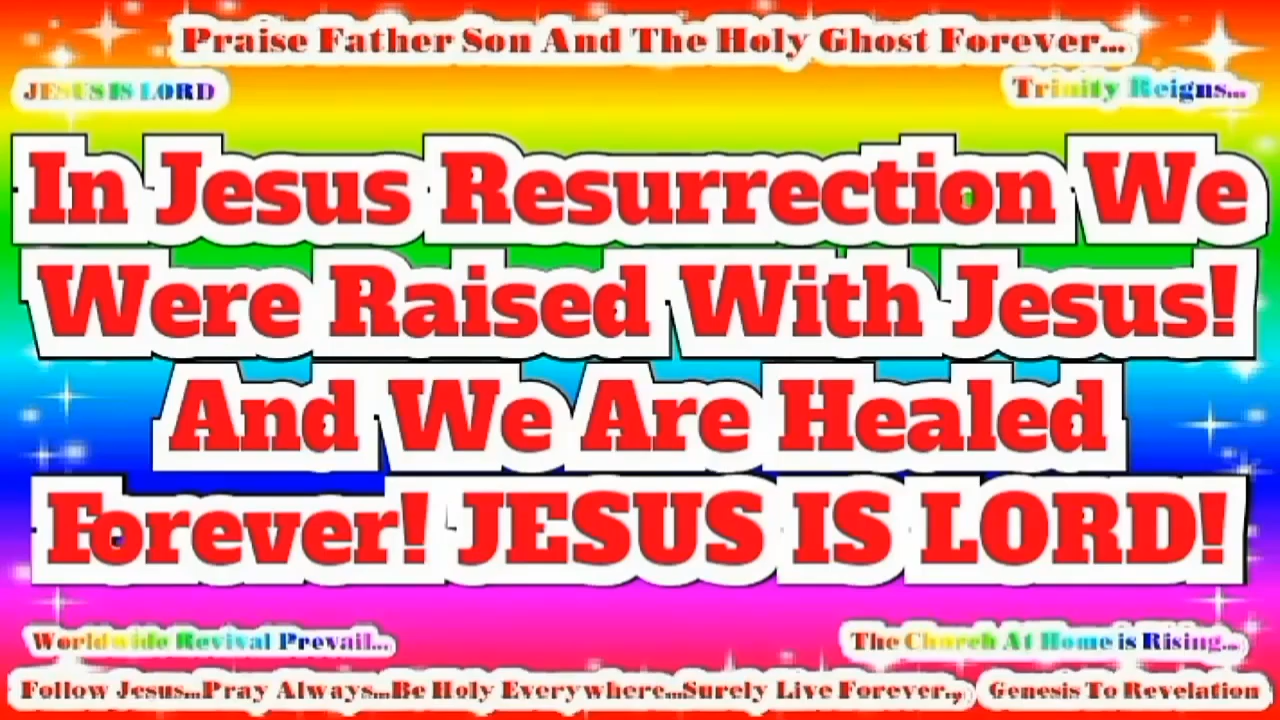 Praise Father Son And The Holy Ghost Forever...
JESUS IS LORD
Trinity Reigns...
In Jesus Resurrection We
Were Raised With Jesus!
And We Are Healed
Forever! JESUS IS LORD!
Worldwide Revival Prevail...
The Church At Home is Rising...
Follow Jesus...Pray Always...Be Holy Everywhere...Surely Live Forever.., Genesis To Revelation